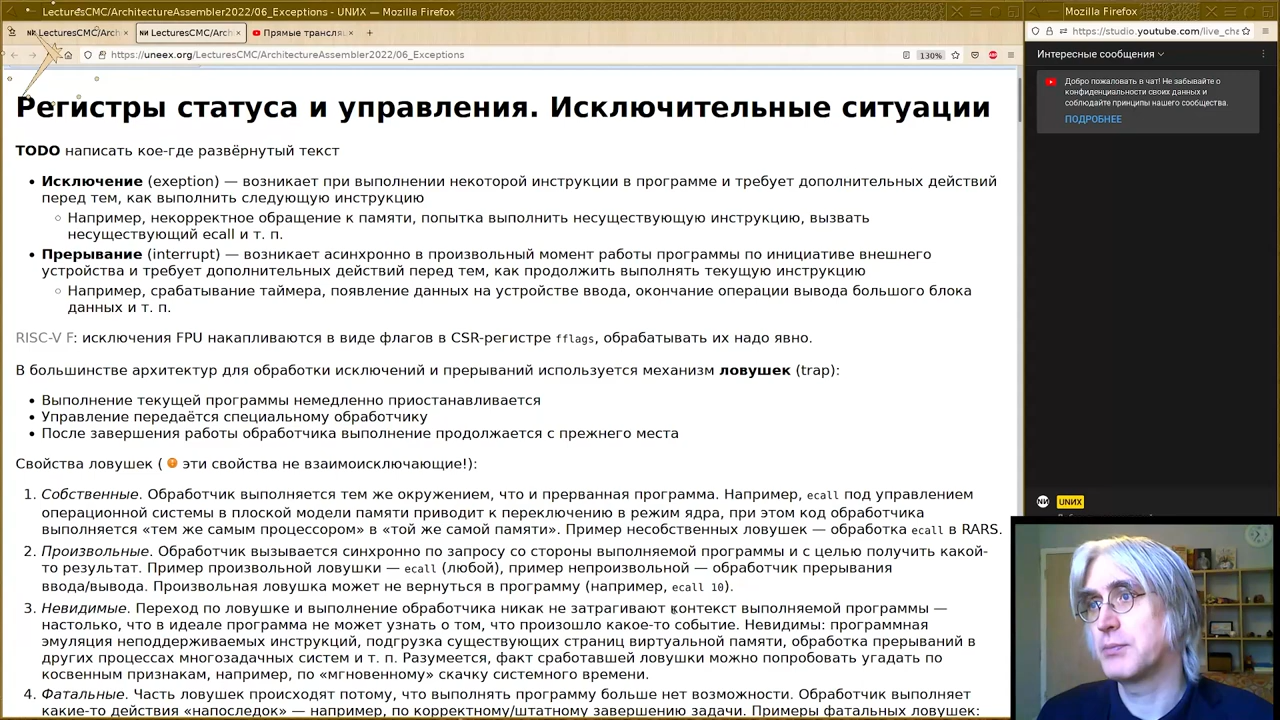 06_Exceptions
LecturesCMC/ArchitectureAssembler2022/06_Exceptions - UNИX — Mozilla Firefox
Mozilla Firefox
LecturesCMC/Arc
LecturesCMC/Arch
Прямые трансляц
https://uneex.org/LecturesCMC/ArchitectureAssembler2022/06_Exceptions
130%
https://studio.youtube.com/live_cha
Интересные сообщения
Добро пожаловать в чат! Не забывайте о
конфиденциальности своих данных и
соблюдайте принципы нашего сообщества.
ПОДРОБНЕЕ
Регистры статуса и управления. Исключительные ситуации
TODO написать кое-где развёрнутый текст
• Исключение (exeption) — возникает при выполнении некоторой инструкции в программе и требует дополнительных действий
перед тем, как выполнить следующую инструкцию
◦ Например, некорректное обращение к памяти, попытка выполнить несуществующую инструкцию, вызвать
несуществующий ecall и т. п.
• Прерывание (interrupt) — возникает асинхронно в произвольный момент работы программы по инициативе внешнего
устройства и требует дополнительных действий перед тем, как продолжить выполнять текущую инструкцию
◦ Например, срабатывание таймера, появление данных на устройстве ввода, окончание операции вывода большого блока
данных и т. п.
RISC-V F: исключения FPU накапливаются в виде флагов в CSR-регистре fflags, обрабатывать их надо явно.
В большинстве архитектур для обработки исключений и прерываний используется механизм ловушек (trap):
• Выполнение текущей программы немедленно приостанавливается
• Управление передаётся специальному обработчику
• После завершения работы обработчика выполнение продолжается с прежнего места
Свойства ловушек ( эти свойства не взаимоисключающие!):
1. Собственные. Обработчик выполняется тем же окружением, что и прерванная программа. Например, ecall под управлением
операционной системы в плоской модели памяти приводит к переключению в режим ядра, при этом код обработчика
выполняется «тем же самым процессором» в «той же самой памяти». Пример несобственных ловушек — обработка ecall в RARS.
2. Произвольные. Обработчик вызывается синхронно по запросу со стороны выполняемой программы и с целью получить какой-
то результат. Пример произвольной ловушки — ecall (любой), пример непроизвольной — обработчик прерывания
ввода/вывода. Произвольная ловушка может не вернуться в программу (например, ecall 10).
3. Невидимые. Переход по ловушке и выполнение обработчика никак не затрагивают контекст выполняемой программы —
настолько, что в идеале программа не может узнать о том, что произошло какое-то событие. Невидимы: программная
эмуляция неподдерживаемых инструкций, подгрузка существующих страниц виртуальной памяти, обработка прерываний в
других процессах многозадачных систем и т. п. Разумеется, факт сработавшей ловушки можно попробовать угадать по
косвенным признакам, например, по «мгновенному» скачку системного времени.
4. Фатальные. Часть ловушек происходят потому, что выполнять программу больше нет возможности. Обработчик выполняет
какие-то действия «напоследок» — например, по корректному/штатному завершению задачи. Примеры фатальных ловушек:
UNИX